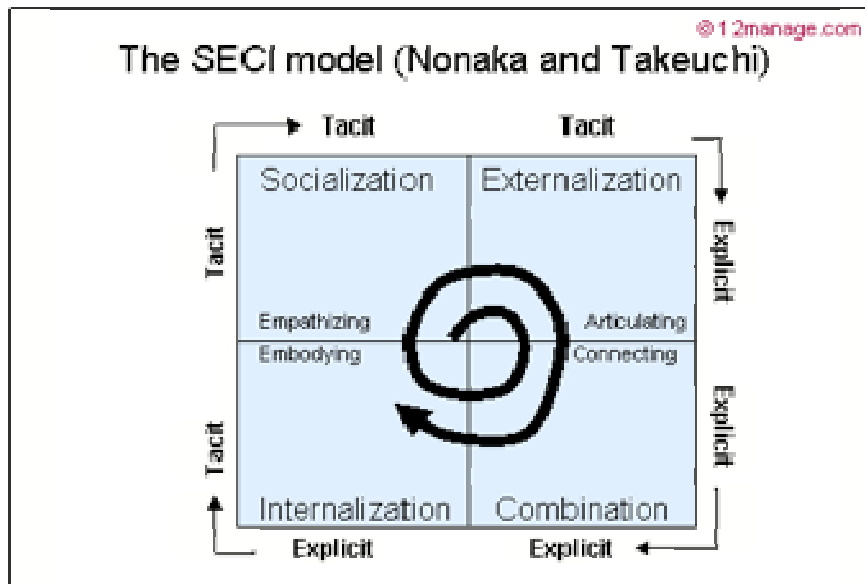 ©12manage.com
The SECI model (Nonaka and Takeuchi)
Tacit
Tacit
Socialization
Externalization
Tacit
Explicit
Empathizing
Articulating
Embodying
Connecting
Tacit
Explicit
Internalization
Combination
Explicit
Explicit